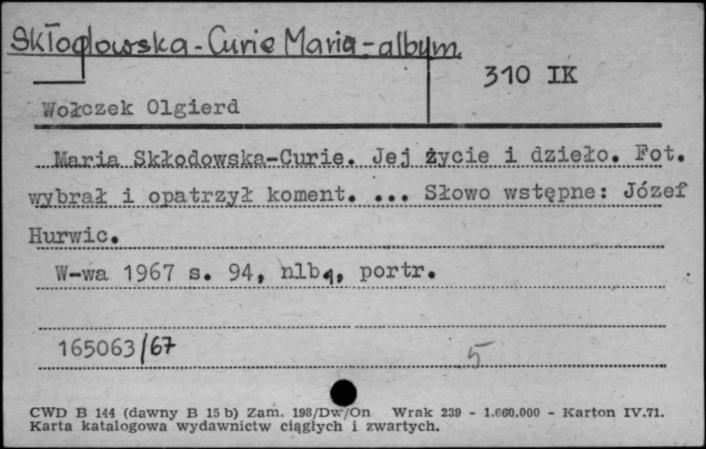 Skłodowska-Curie Maria-album
310 IK
Wołczek Olgierd
Maria Skłodowska-Curie. Jej życie i dzieło. Fot.
wybrał i opatrzył koment. ... Słowo wstępne: Józef
Hurwic.
W-wa 1967 s. 94, nlb, portr.
165063/67
5
CWD B 144 (dawny B 15 b) Zam. 198/Dw/On Wrak 239 - 1.660.000 - Karton IV.71.
Karta katalogowa wydawnictw ciągłych i zwartych.